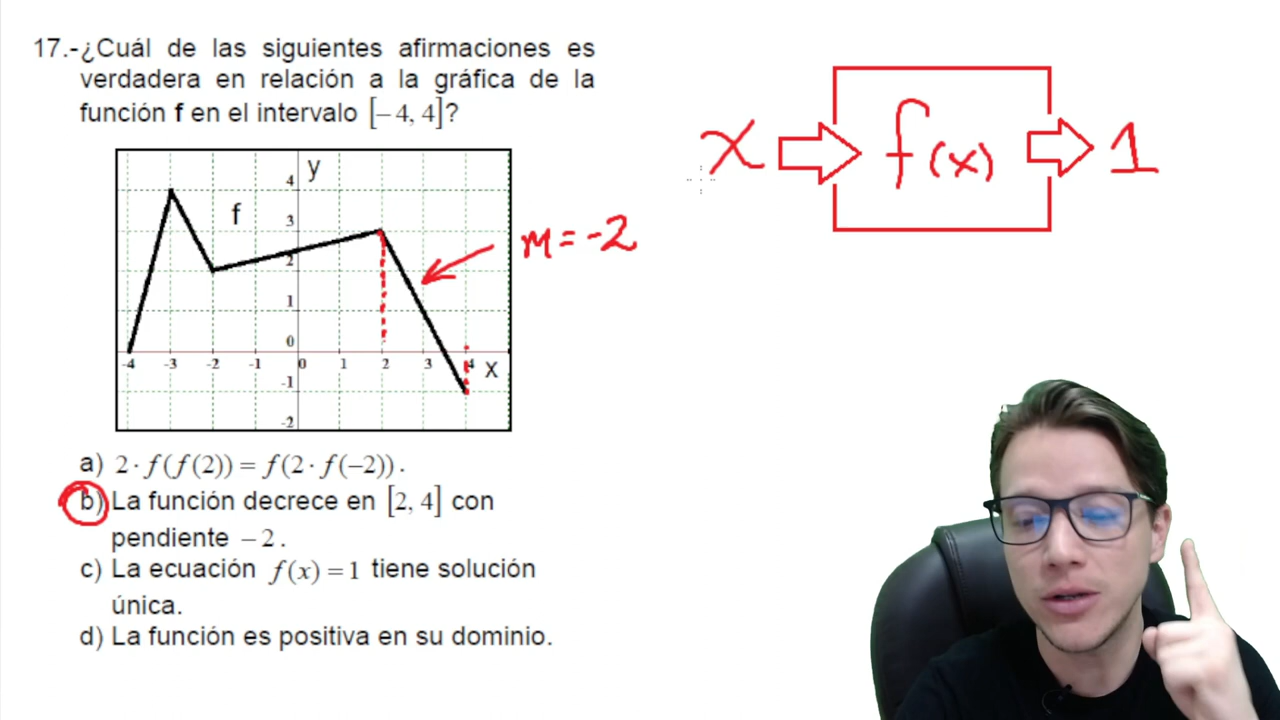 17.-¿Cuál de las siguientes afirmaciones es
verdadera en relación a la gráfica de la
función f en el intervalo [-4, 4]?
x f(x) 1
y
4
f
3
m=-2
2
1
0
-4 -3 -2 -1 0 1 2 3 4 x
-1
-2
a) 2·f(f(2)) = f(2·f(-2)).
b) La función decrece en [2, 4] con
pendiente -2.
c) La ecuación f(x)=1 tiene solución
única.
d) La función es positiva en su dominio.